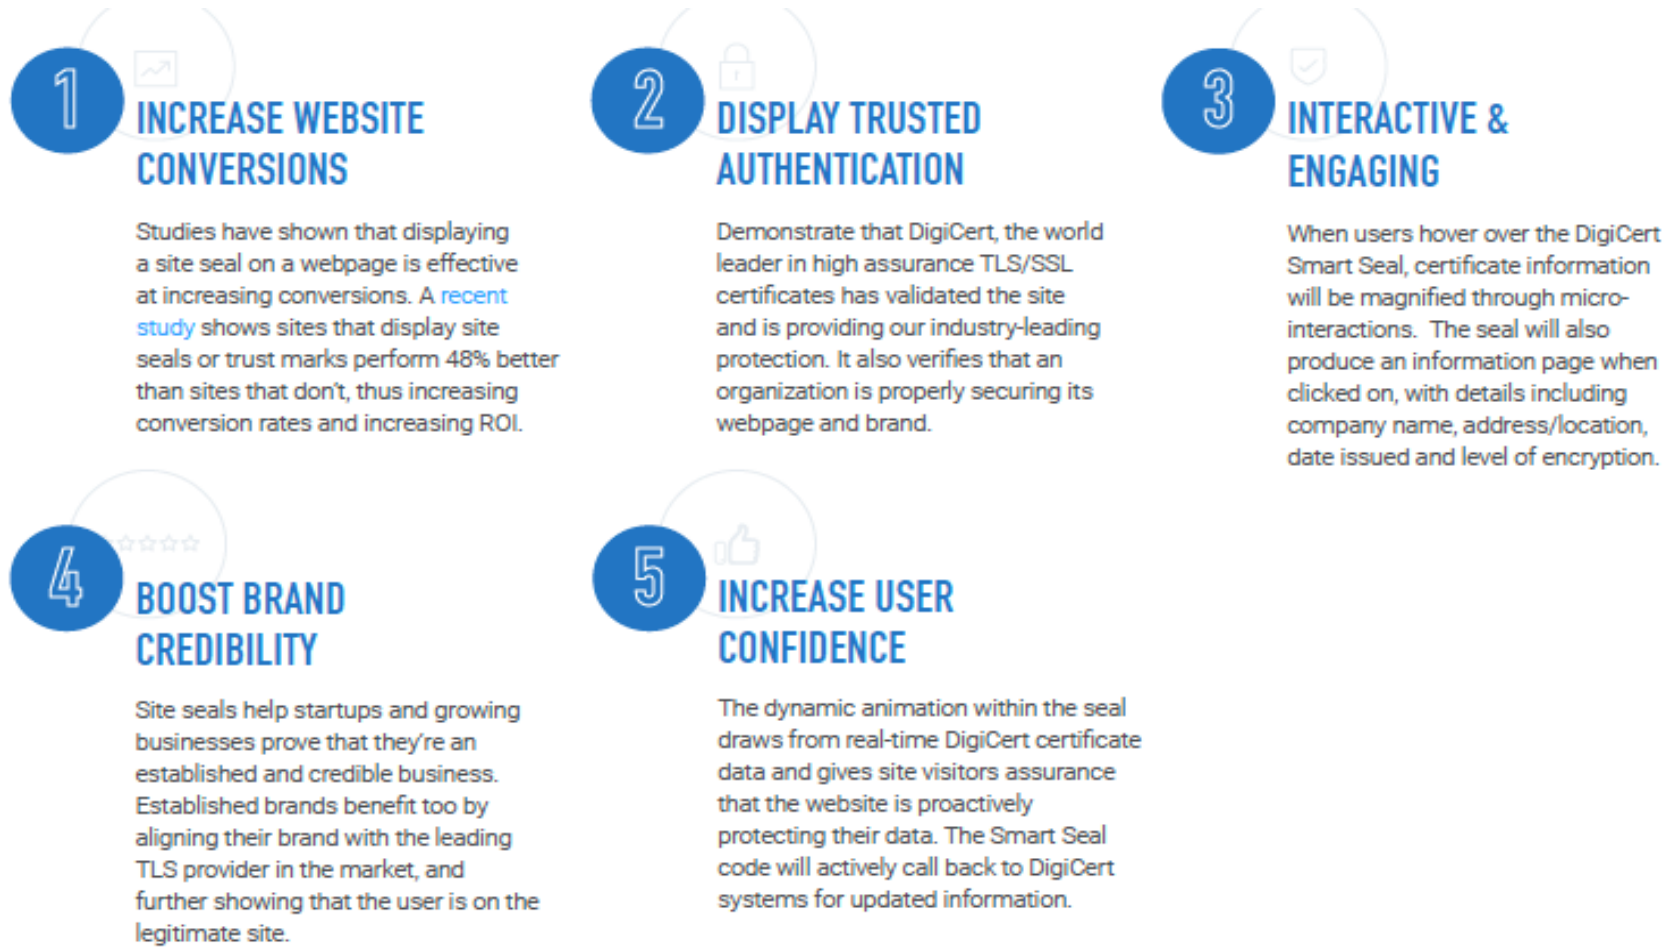 1
INCREASE WEBSITE
CONVERSIONS
Studies have shown that displaying
a site seal on a webpage is effective
at increasing conversions. A recent
study shows sites that display site
seals or trust marks perform 48% better
than sites that don't, thus increasing
conversion rates and increasing ROI.
2
DISPLAY TRUSTED
AUTHENTICATION
Demonstrate that DigiCert, the world
leader in high assurance TLS/SSL
certificates has validated the site
and is providing our industry-leading
protection. It also verifies that an
organization is properly securing its
webpage and brand.
3
INTERACTIVE &
ENGAGING
When users hover over the DigiCert
Smart Seal, certificate information
will be magnified through micro-
interactions.  The seal will also
produce an information page when
clicked on, with details including
company name, address/location,
date issued and level of encryption.
4
BOOST BRAND
CREDIBILITY
Site seals help startups and growing
businesses prove that they're an
established and credible business.
Established brands benefit too by
aligning their brand with the leading
TLS provider in the market, and
further showing that the user is on the
legitimate site.
5
INCREASE USER
CONFIDENCE
The dynamic animation within the seal
draws from real-time DigiCert certificate
data and gives site visitors assurance
that the website is proactively
protecting their data. The Smart Seal
code will actively call back to DigiCert
systems for updated information.